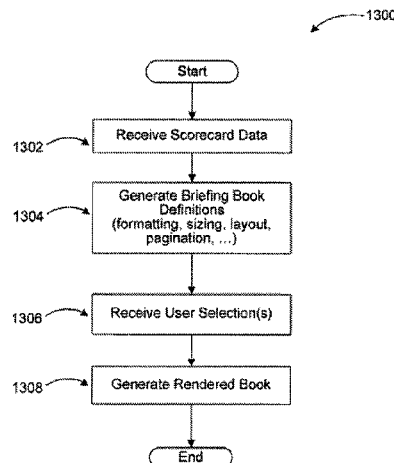 1300
Start
1302
Receive Scorecard Data
1304
Generate Briefing Book
Definitions
(formatting, sizing, layout,
pagination, ...)
1306
Receive User Selection(s)
1308
Generate Rendered Book
End